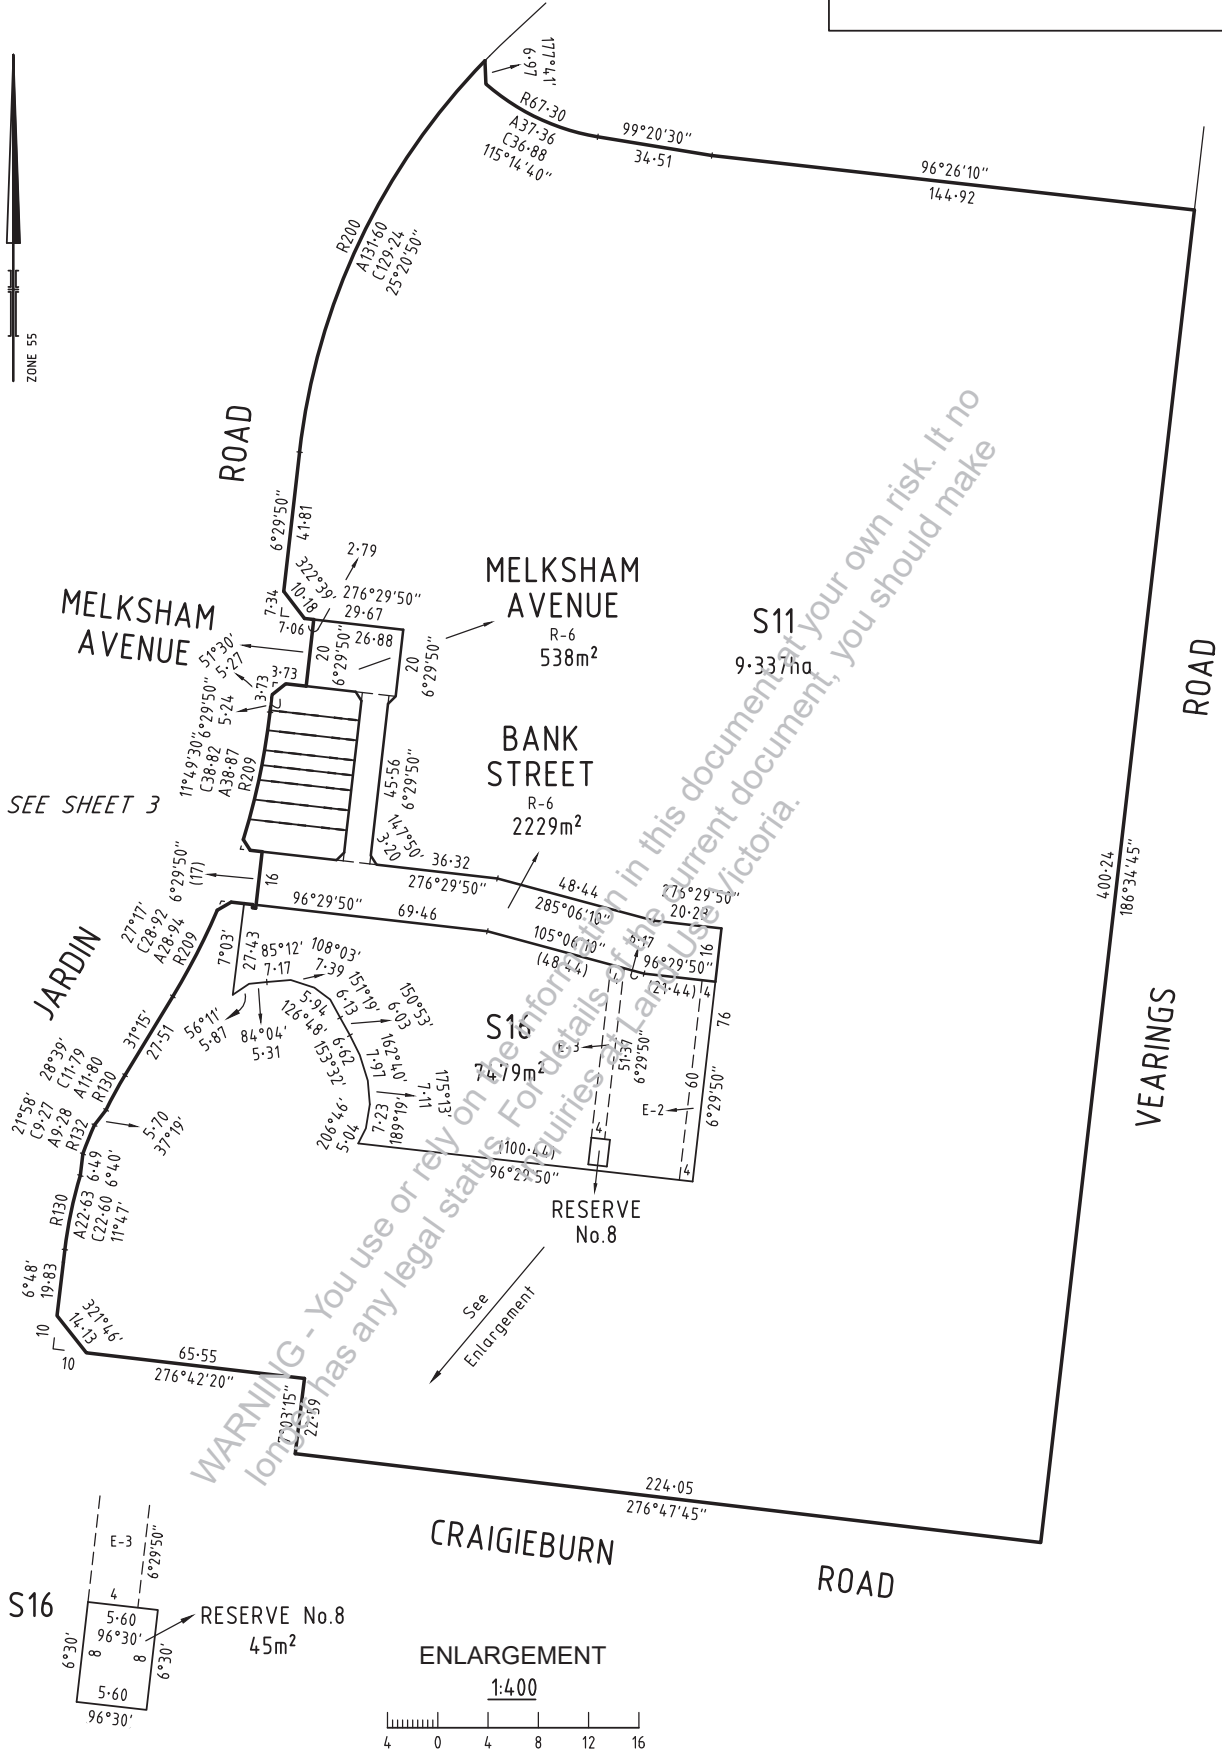 177°41'
6·97
R67·30
A37·36
C36·88
115°14'40"
99°20'30"
34·51
96°26'10"
144·92
R200
A131·60
C129·24
25°20'50"
ZONE 55
ROAD
6°29'50"
41·81
2·79
322°39'
10·18
276°29'50"
29·67
7·34
7·06
26·88
20
6°29'50"
20
6°29'50"
MELKSHAM
AVENUE
MELKSHAM
AVENUE
R-6
538m²
S11
9·337ha
51°30'
5·27
3·73
3·73
6°29'50"
5·24
11°49'30"
C38·82
A38·87
R209
BANK
STREET
R-6
2229m²
45·56
6°29'50"
147°50'
3·20
SEE SHEET 3
36·32
276°29'50"
48·44
285°06'10"
276°29'50"
20·28
6°29'50"
(17)
16
96°29'50"
69·46
105°06'10"
(48·44)
6·17
96°29'50"
(21·44)
16
4
27°17'
C28·92
A28·94
R209
7°03'
27·43
85°12'
7·17
108°03'
7·39
5·94
126°48'
151°19'
6·13
150°53'
6·03
56°11'
5·87
84°04'
5·31
6·62
153°32'
162°40'
7·97
175°13'
7·11
7·23
189°19'
206°46'
5·04
JARDIN
31°15'
27·51
S16
7479m²
E-3
51·37
6°29'50"
60
E-2
76
6°29'50"
28°39'
C11·79
A11·80
R130
21°58'
C9·27
A9·28
R132
5·70
37°19'
6·49
6°40'
R130
A22·63
C22·60
11°47'
6°48'
19·83
(100·44)
96°29'50"
4
4
RESERVE
No.8
See
Enlargement
321°46'
14·13
10
10
65·55
276°42'20"
7°03'15"
22·59
400·24
186°34'45"
VEARINGS
ROAD
224·05
276°47'45"
CRAIGIEBURN
ROAD
E-3
6°29'50"
4
S16
5·60
96°30'
8
8
6°30'
6°30'
5·60
96°30'
RESERVE No.8
45m²
ENLARGEMENT
1:400
4 0 4 8 12 16
WARNING - You use or rely on the information in this document at your own risk. It no
longer has any legal status. For details of the current document, you should make
inquiries at Land Use Victoria.